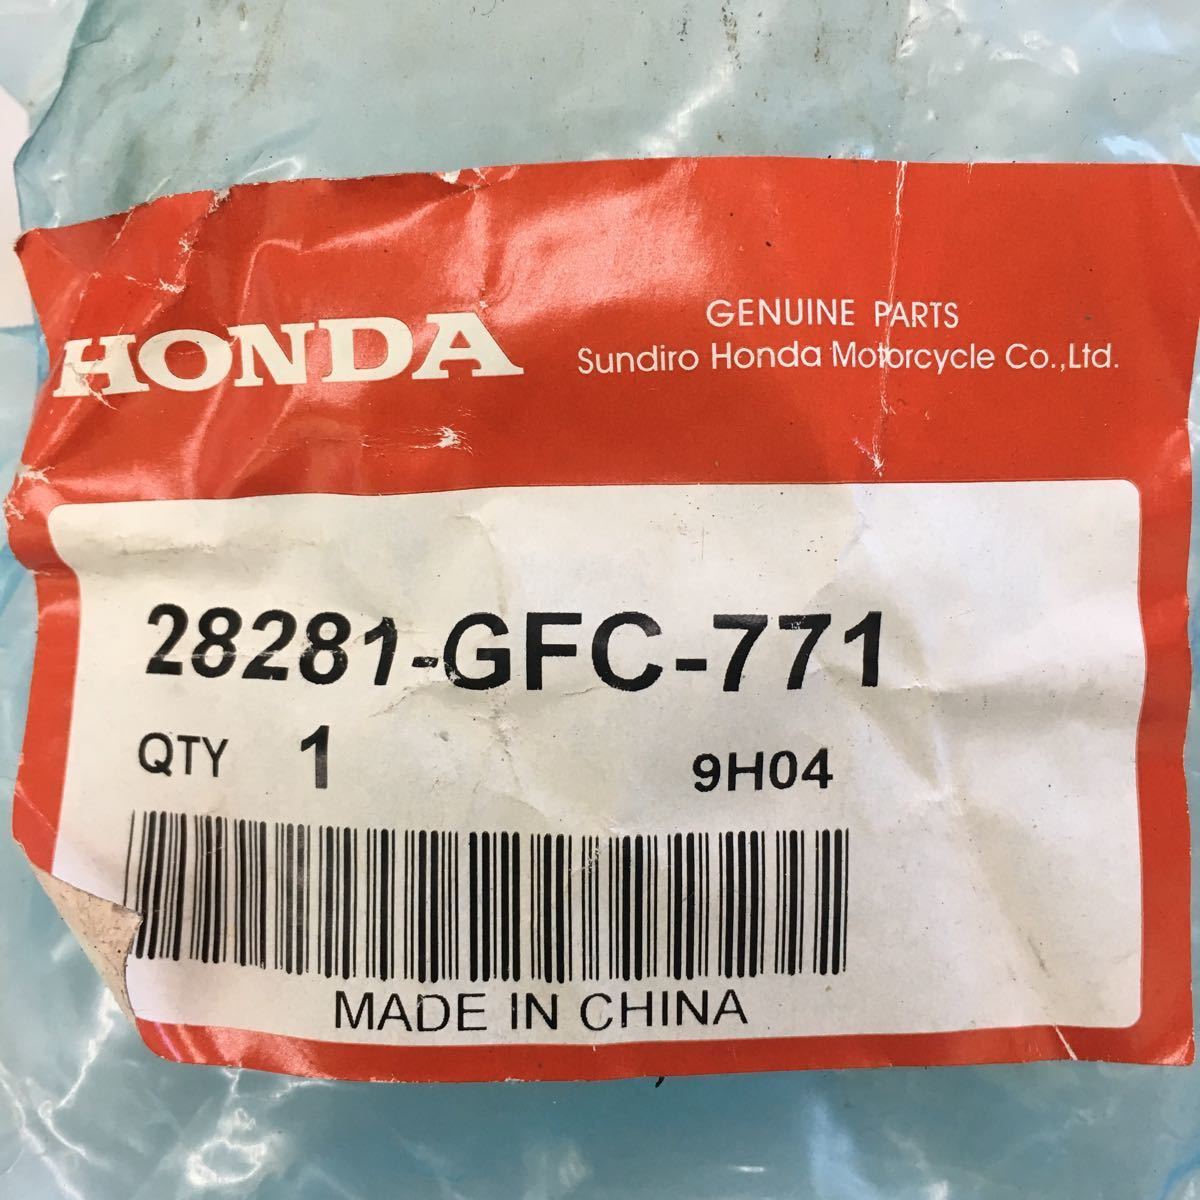 HONDA
GENUINE PARTS
Sundiro Honda Motorcycle Co.,Ltd.
28281-GFC-771
QTY 1 9H04
MADE IN CHINA